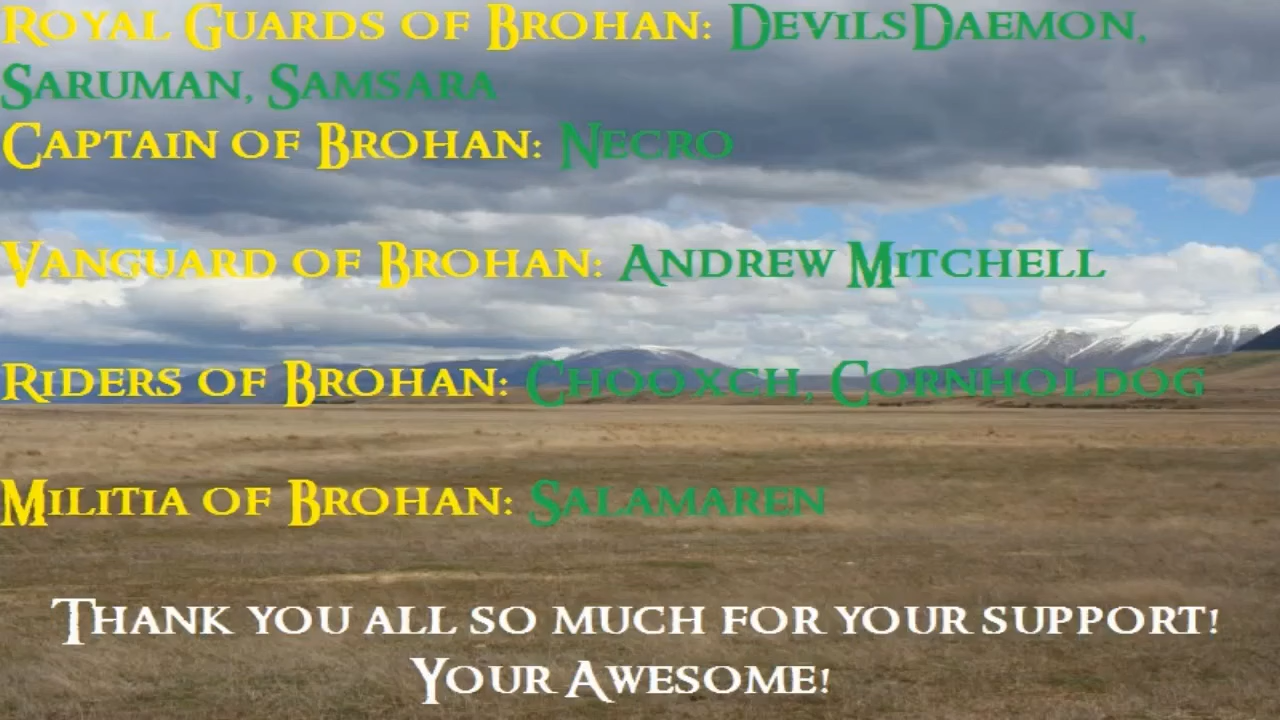 Royal Guards of Brohan: DevilsDaemon,
Saruman, Samsara
Captain of Brohan: Necro
Vanguard of Brohan: Andrew Mitchell
Riders of Brohan: Chooxch, Cornholdog
Militia of Brohan: Salamaren
Thank you all so much for your support!
Your Awesome!